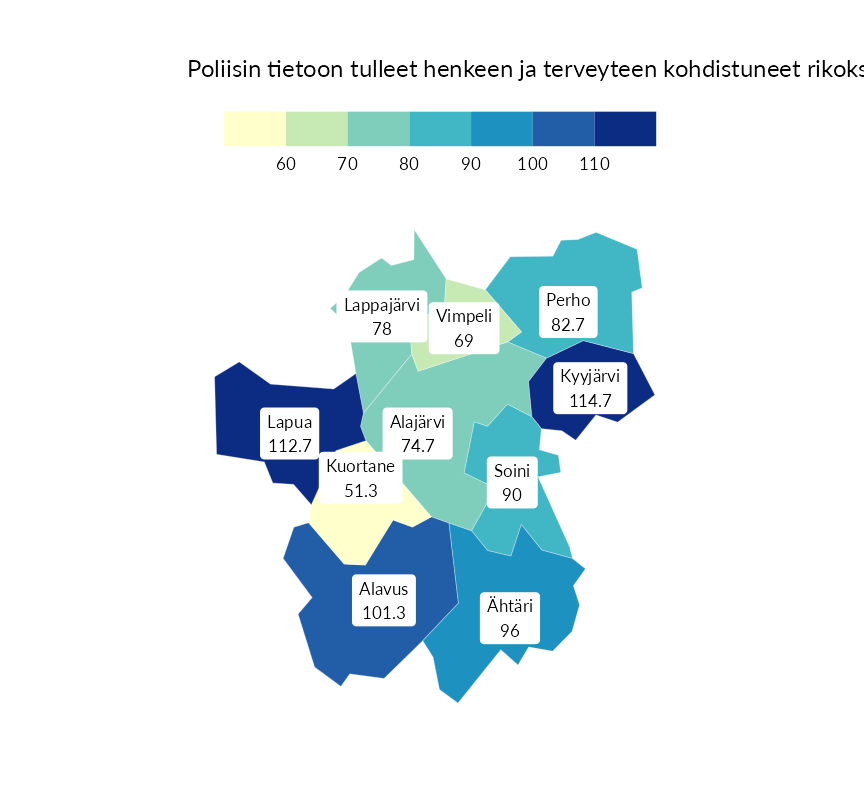 Poliisin tietoon tulleet henkeen ja terveyteen kohdistuneet rikoks
60 70 80 90 100 110
Lappajärvi
78
Vimpeli
69
Perho
82.7
Kyyjärvi
114.7
Lapua
112.7
Alajärvi
74.7
Kuortane
51.3
Soini
90
Alavus
101.3
Ähtäri
96